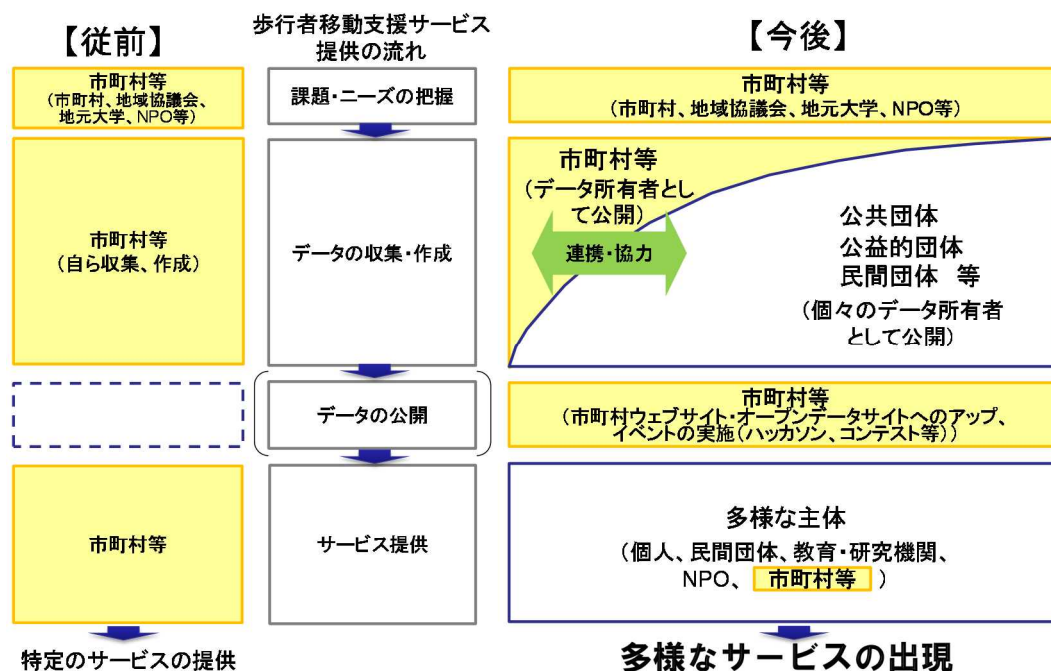 【従前】
歩行者移動支援サービス
提供の流れ
【今後】
市町村等
(市町村、地域協議会、
地元大学、NPO等)
課題・ニーズの把握
市町村等
(市町村、地域協議会、地元大学、NPO等)
市町村等
(自ら収集、作成)
データの収集・作成
市町村等
(データ所有者とし
て公開)
連携・協力
公共団体
公益的団体
民間団体 等
(個々のデータ所有者
として公開)
データの公開
市町村等
(市町村ウェブサイト・オープンデータサイトへのアップ、
イベントの実施(ハッカソン、コンテスト等))
市町村等
サービス提供
多様な主体
(個人、民間団体、教育・研究機関、
NPO、 市町村等 )
特定のサービスの提供
多様なサービスの出現